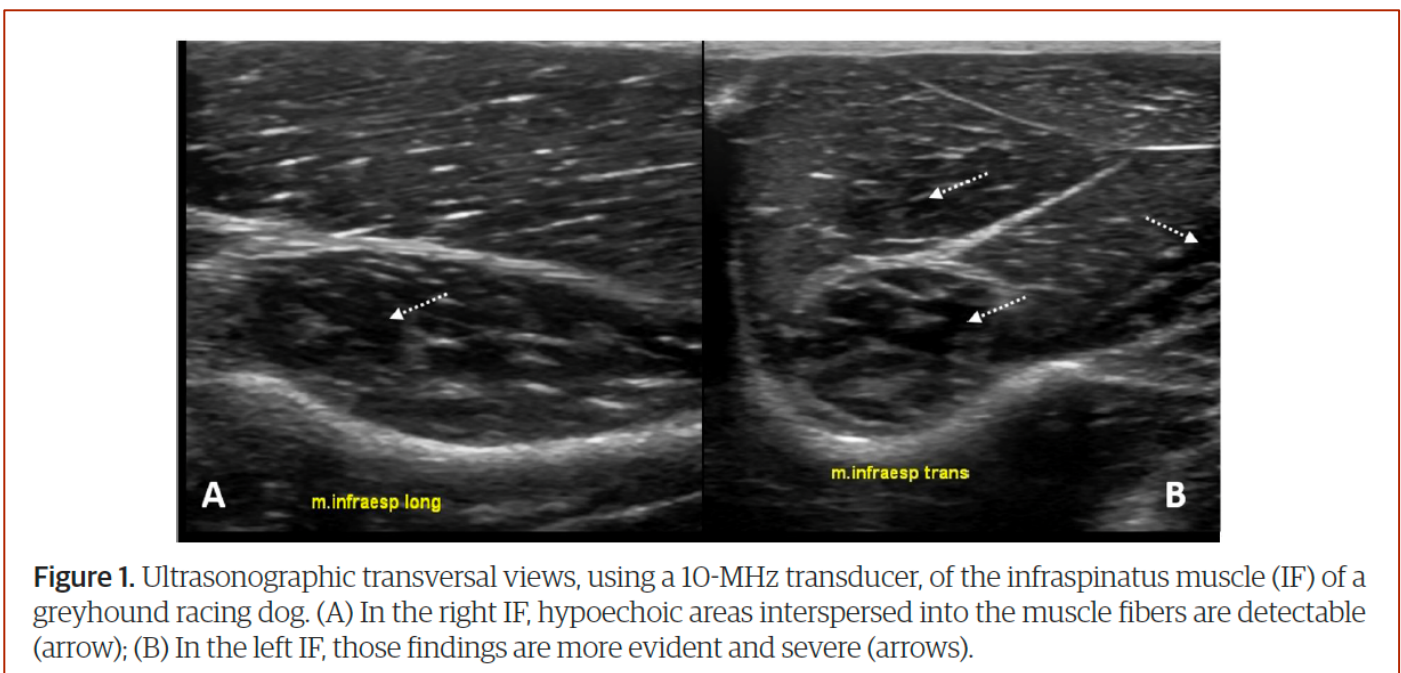 A
m.infraesp long
m.infraesp trans
B
Figure 1. Ultrasonographic transversal views, using a 10-MHz transducer, of the infraspinatus muscle (IF) of a
greyhound racing dog. (A) In the right IF, hypoechoic areas interspersed into the muscle fibers are detectable
(arrow); (B) In the left IF, those findings are more evident and severe (arrows).